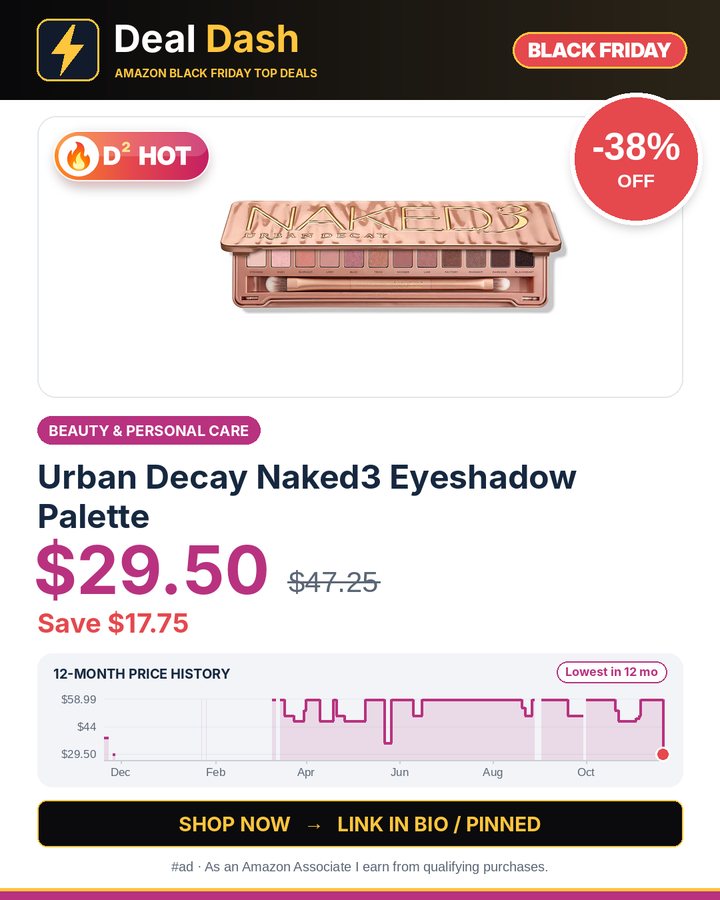 Deal Dash
AMAZON BLACK FRIDAY TOP DEALS
BLACK FRIDAY
-38%
OFF
D² HOT
NAKED3
URBAN DECAY
BEAUTY & PERSONAL CARE
Urban Decay Naked3 Eyeshadow
Palette
$29.50 $47.25
Save $17.75
12-MONTH PRICE HISTORY
Lowest in 12 mo
$58.99
$44
$29.50
Dec Feb Apr Jun Aug Oct
SHOP NOW → LINK IN BIO / PINNED
#ad · As an Amazon Associate I earn from qualifying purchases.